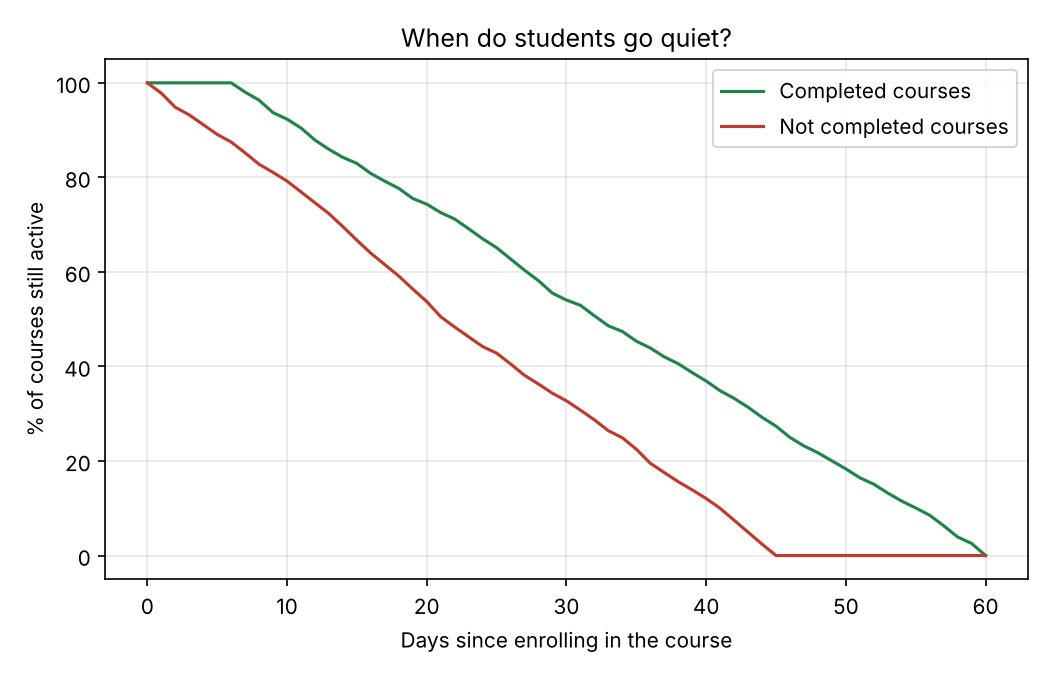 When do students go quiet?
Completed courses
Not completed courses
% of courses still active
100
80
60
40
20
0
0 10 20 30 40 50 60
Days since enrolling in the course